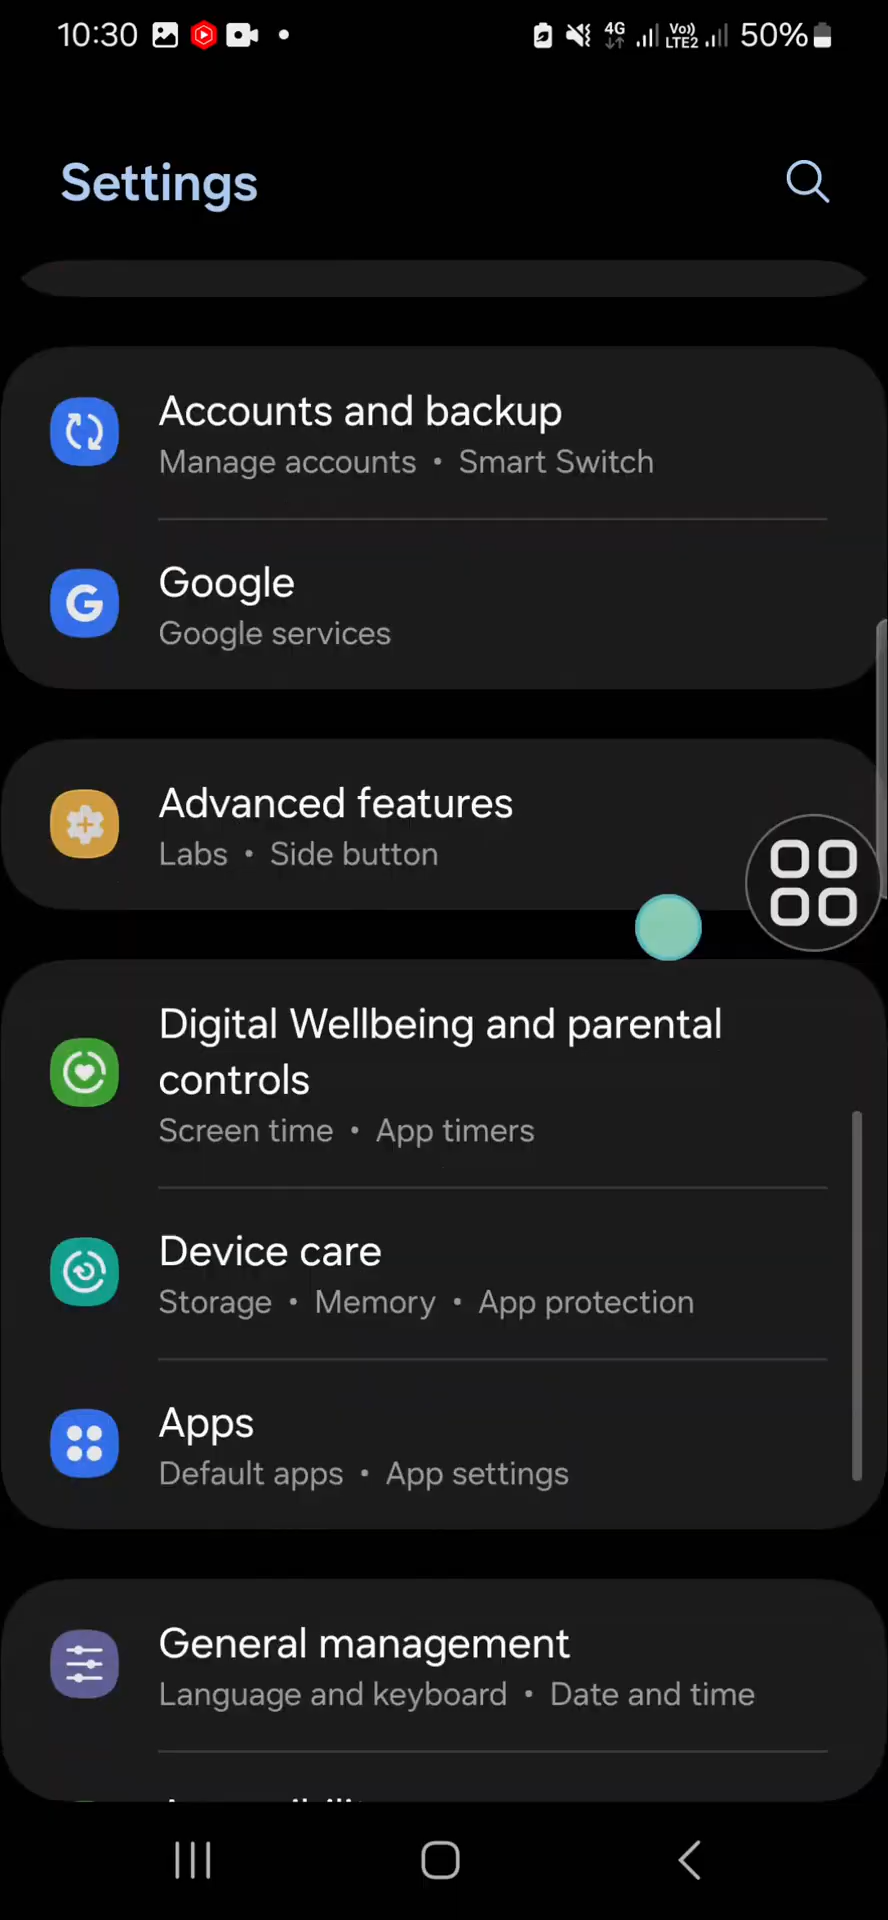 10:30 4G Vo)) LTE2 50%
Settings
Accounts and backup
Manage accounts • Smart Switch
Google
Google services
Advanced features
Labs • Side button
Digital Wellbeing and parental
controls
Screen time • App timers
Device care
Storage • Memory • App protection
Apps
Default apps • App settings
General management
Language and keyboard • Date and time